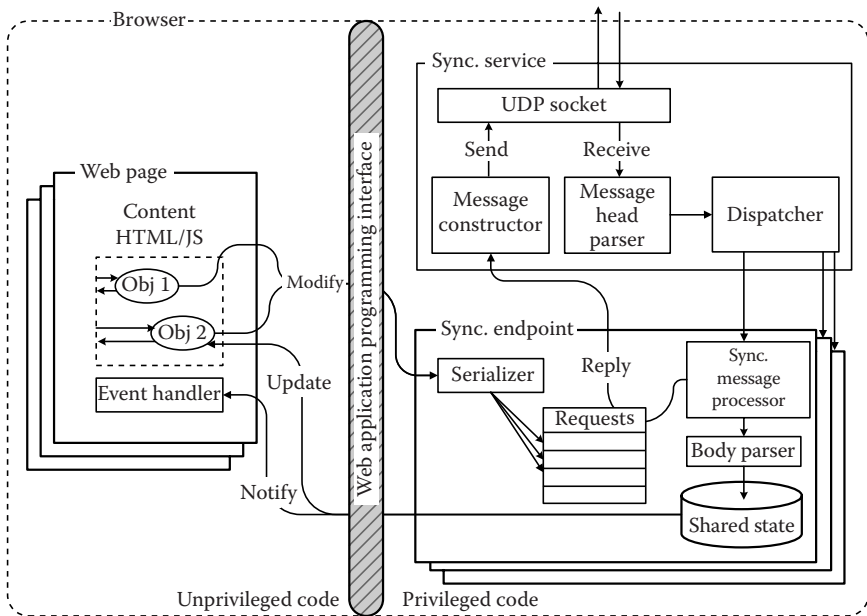 Browser
Sync. service
UDP socket
Send
Receive
Web page
Content
HTML/JS
Message
constructor
Message
head
parser
Dispatcher
Obj 1
Modify
Obj 2
Web application programming interface
Sync. endpoint
Update
Serializer
Reply
Sync.
message
processor
Event handler
Requests
Body parser
Notify
Shared state
Unprivileged code
Privileged code